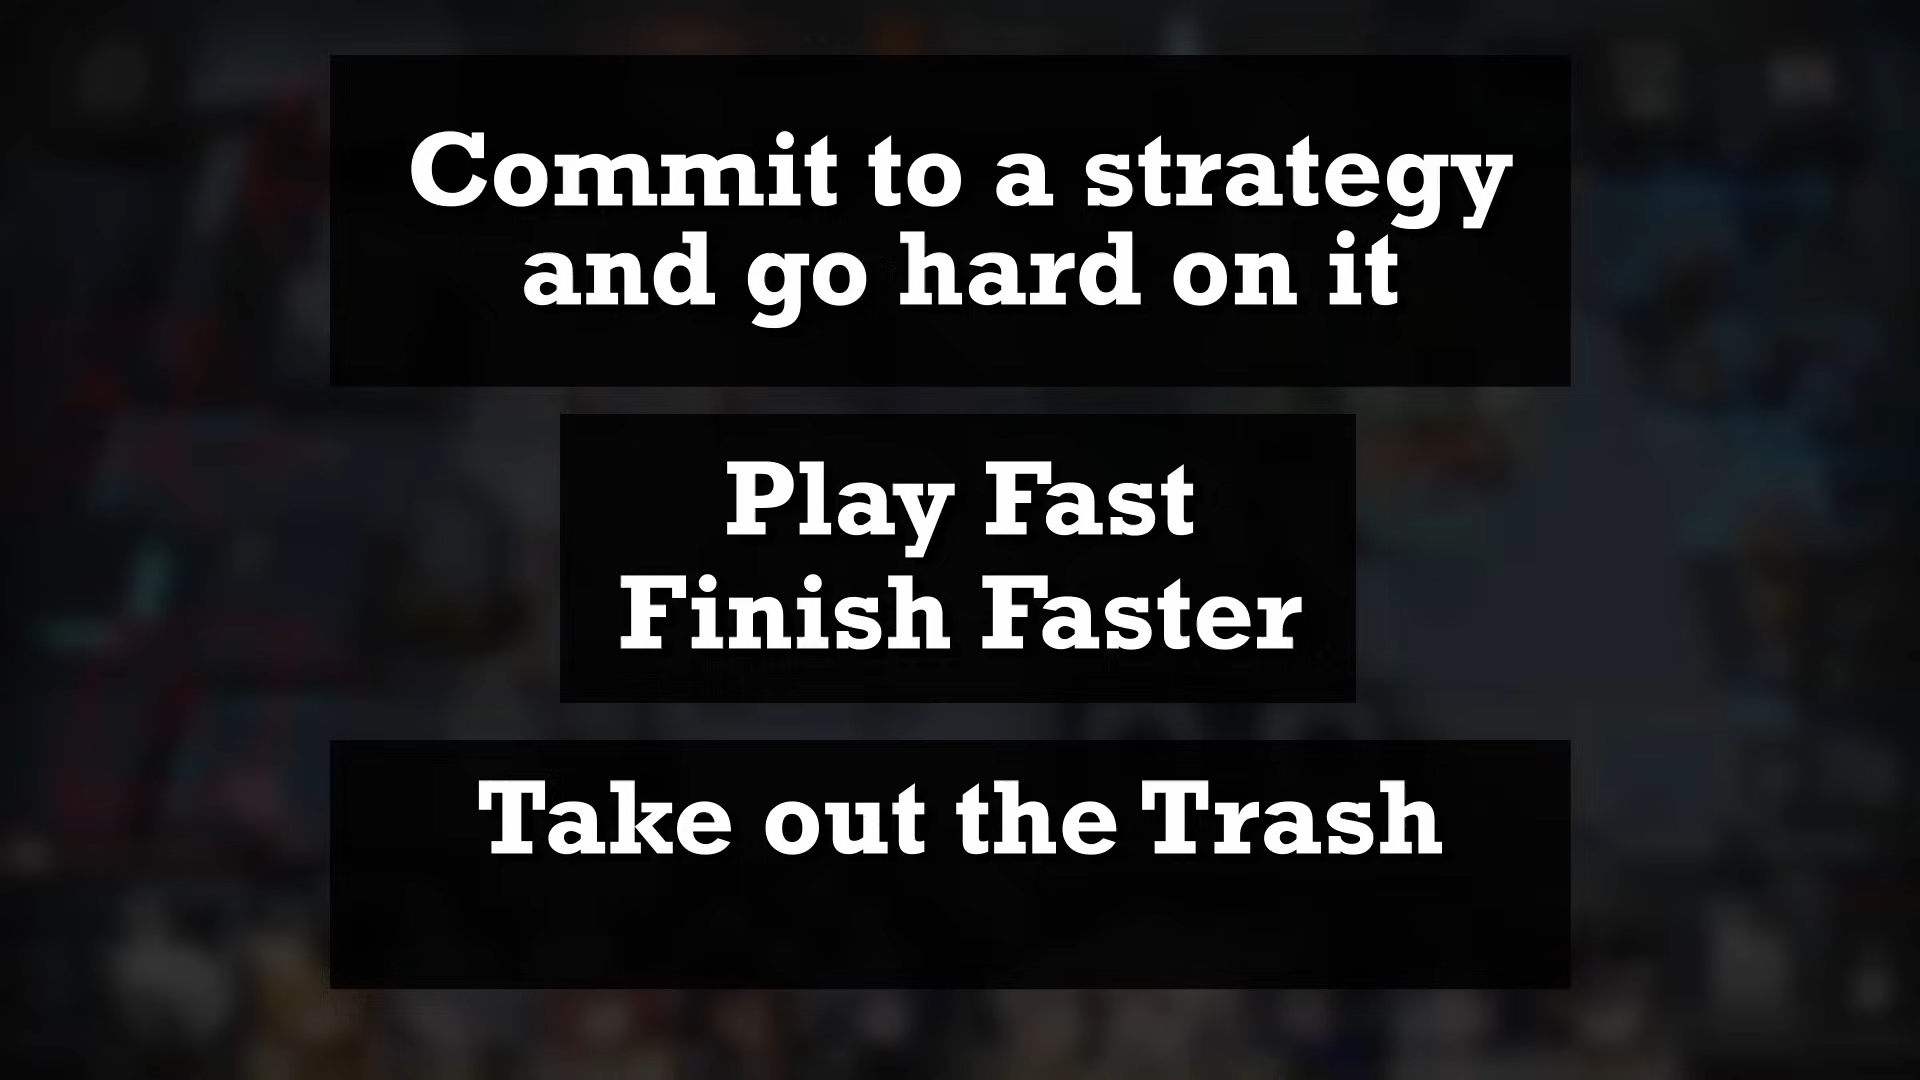 Commit to a strategy
and go hard on it
Play Fast
Finish Faster
Take out the Trash